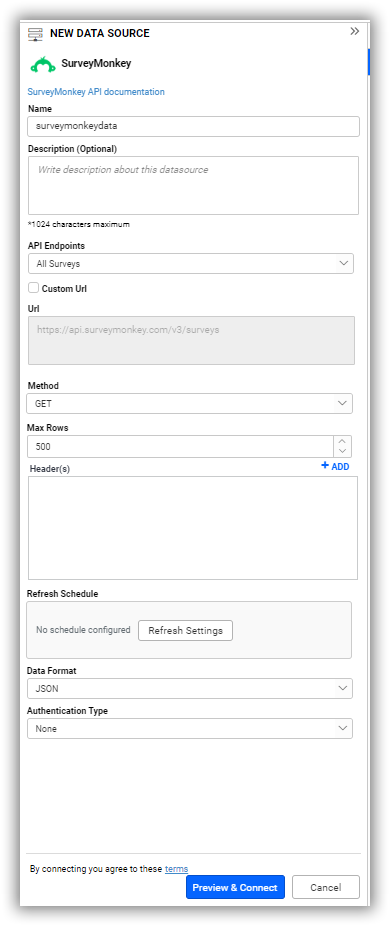 NEW DATA SOURCE
SurveyMonkey
SurveyMonkey API documentation
Name
surveymonkeydata
Description (Optional)
Write description about this datasource
*1024 characters maximum
API Endpoints
All Surveys
Custom Url
Url
https://api.surveymonkey.com/v3/surveys
Method
GET
Max Rows
500
Header(s) + ADD
Refresh Schedule
No schedule configured Refresh Settings
Data Format
JSON
Authentication Type
None
By connecting you agree to these terms
Preview & Connect Cancel